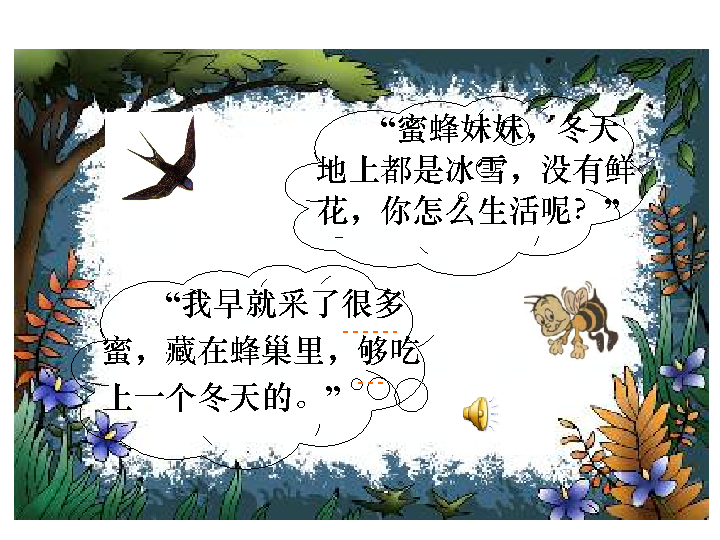 “蜜蜂妹妹，冬天
地上都是冰雪，没有鲜
花，你怎么生活呢？”
“我早就采了很多
蜜，藏在蜂巢里，够吃
上一个冬天的。”